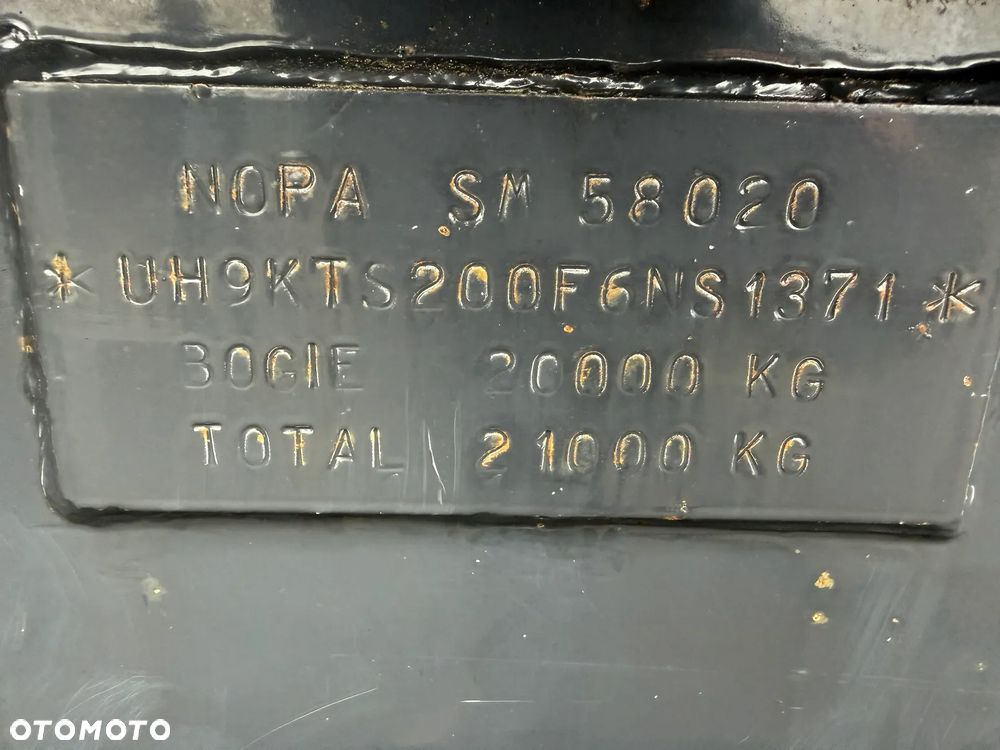 NOPA SM 58020
*UH9KTS200F6NS1371*
BOGIE 20000 KG
TOTAL 21000 KG
OTOMOTO